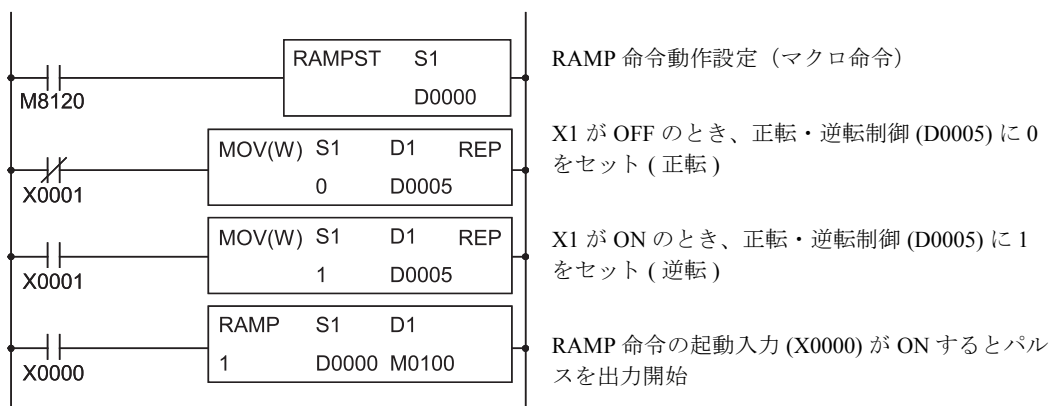 RAMPST S1
D0000
M8120
RAMP 命令動作設定（マクロ命令）
MOV(W) S1 D1 REP
0 D0005
X0001
X1 が OFF のとき、正転・逆転制御 (D0005) に 0
をセット ( 正転 )
MOV(W) S1 D1 REP
1 D0005
X0001
X1 が ON のとき、正転・逆転制御 (D0005) に 1
をセット ( 逆転 )
RAMP S1 D1
1 D0000 M0100
X0000
RAMP 命令の起動入力 (X0000) が ON するとパル
スを出力開始